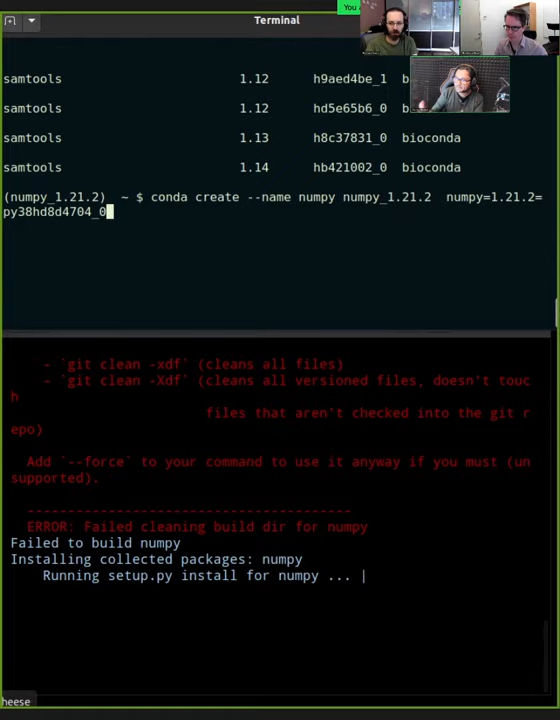 You a
Terminal
samtools 1.12 h9aed4be_1 b
samtools 1.12 hd5e65b6_0
samtools 1.13 h8c37831_0 bioconda
samtools 1.14 hb421002_0 bioconda
(numpy_1.21.2) ~ $ conda create --name numpy numpy_1.21.2 numpy=1.21.2=
py38hd8d4704_0
- `git clean -xdf` (cleans all files)
- `git clean -Xdf` (cleans all versioned files, doesn't touc
h
files that aren't checked into the git r
epo)
Add `--force` to your command to use it anyway if you must (un
supported).
----------------------------------------
ERROR: Failed cleaning build dir for numpy
Failed to build numpy
Installing collected packages: numpy
Running setup.py install for numpy ... |
heese